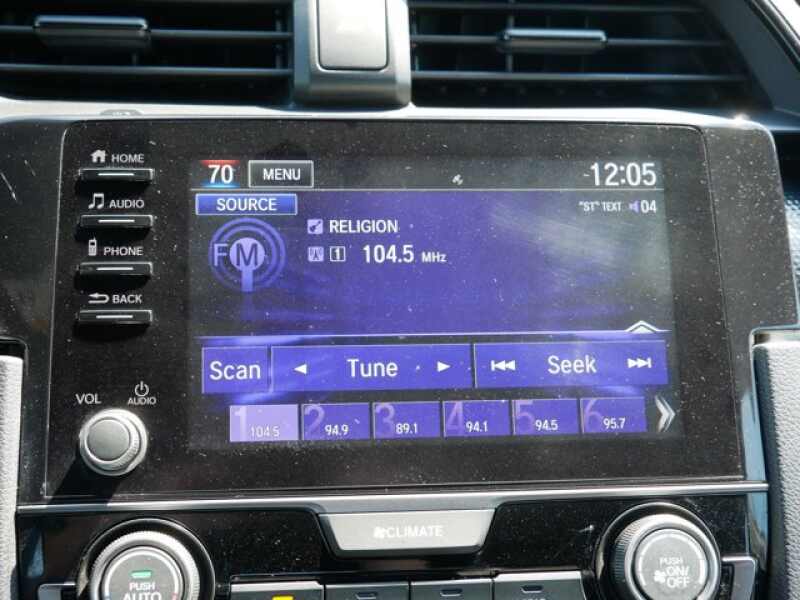 HOME
AUDIO
PHONE
BACK
VOL
AUDIO
70 MENU 12:05
SOURCE "ST" TEXT 04
FM
RELIGION
1 104.5 MHz
Scan Tune Seek
1 104.5 2 94.9 3 89.1 4 94.1 5 94.5 6 95.7
CLIMATE
PUSH AUTO
PUSH ON/OFF